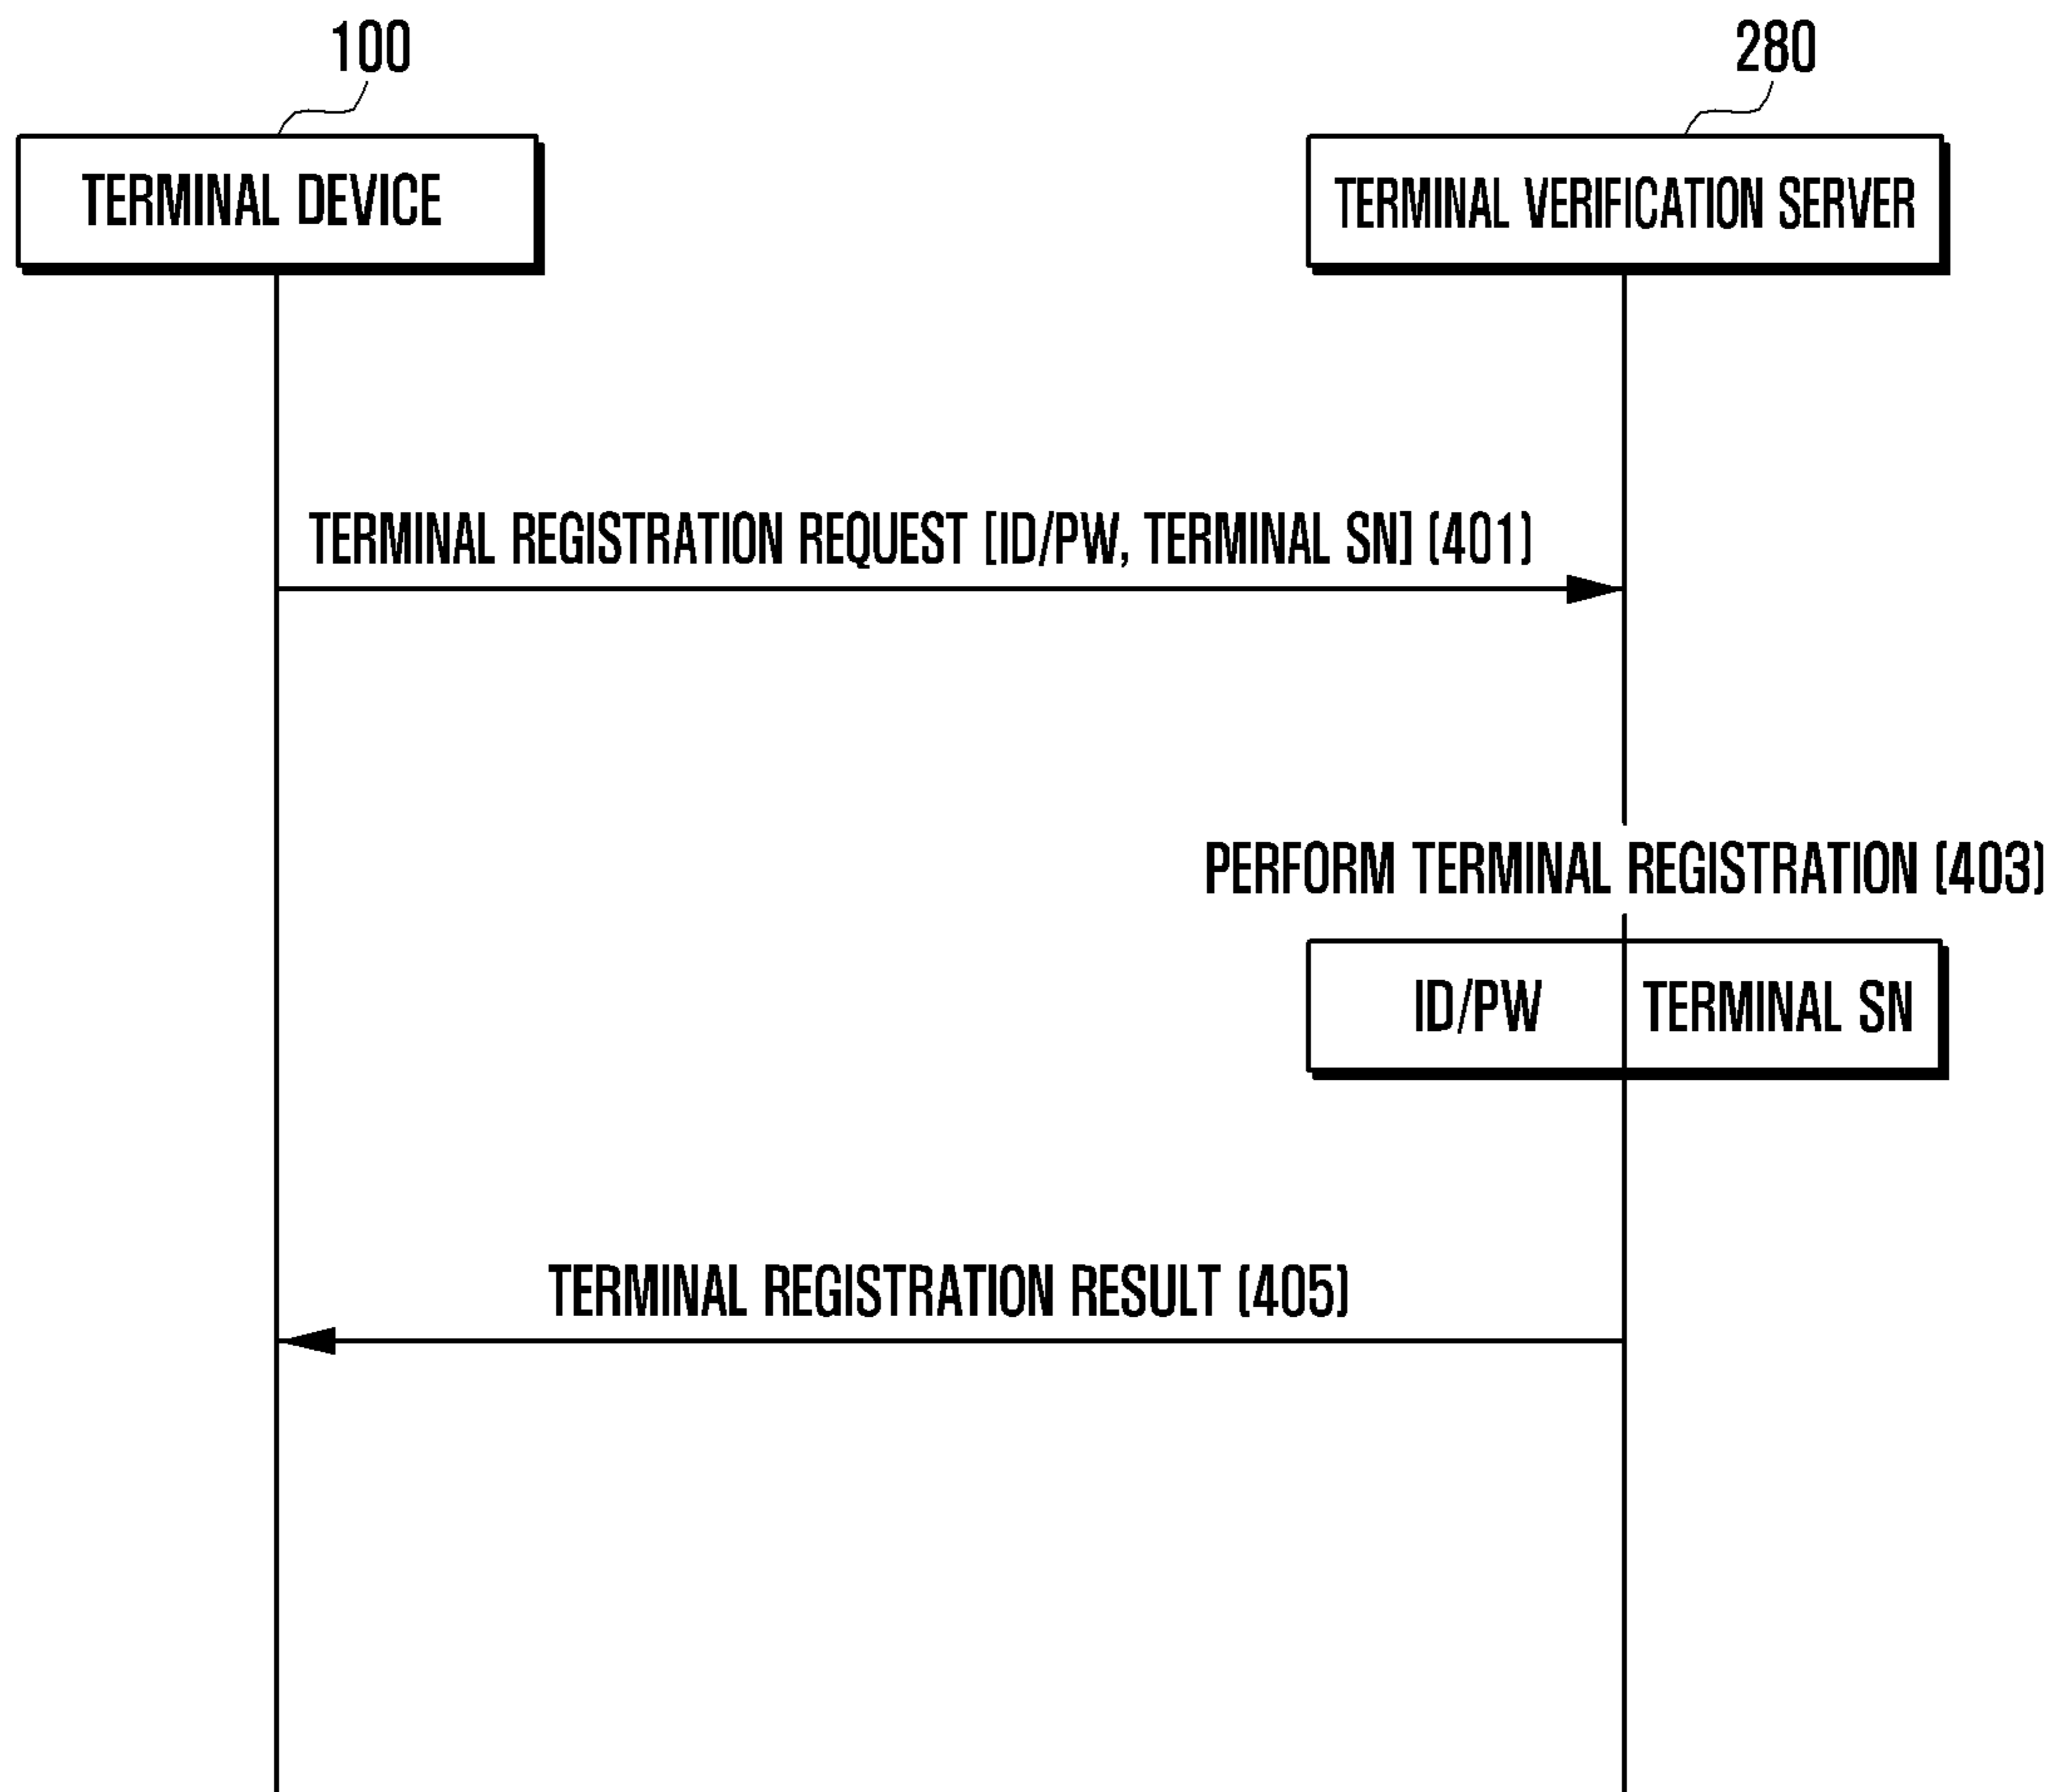 100
280
TERMINAL DEVICE
TERMINAL VERIFICATION SERVER
TERMINAL REGISTRATION REQUEST [ID/PW, TERMINAL SN] (401)
PERFORM TERMINAL REGISTRATION (403)
ID/PW
TERMINAL SN
TERMINAL REGISTRATION RESULT (405)